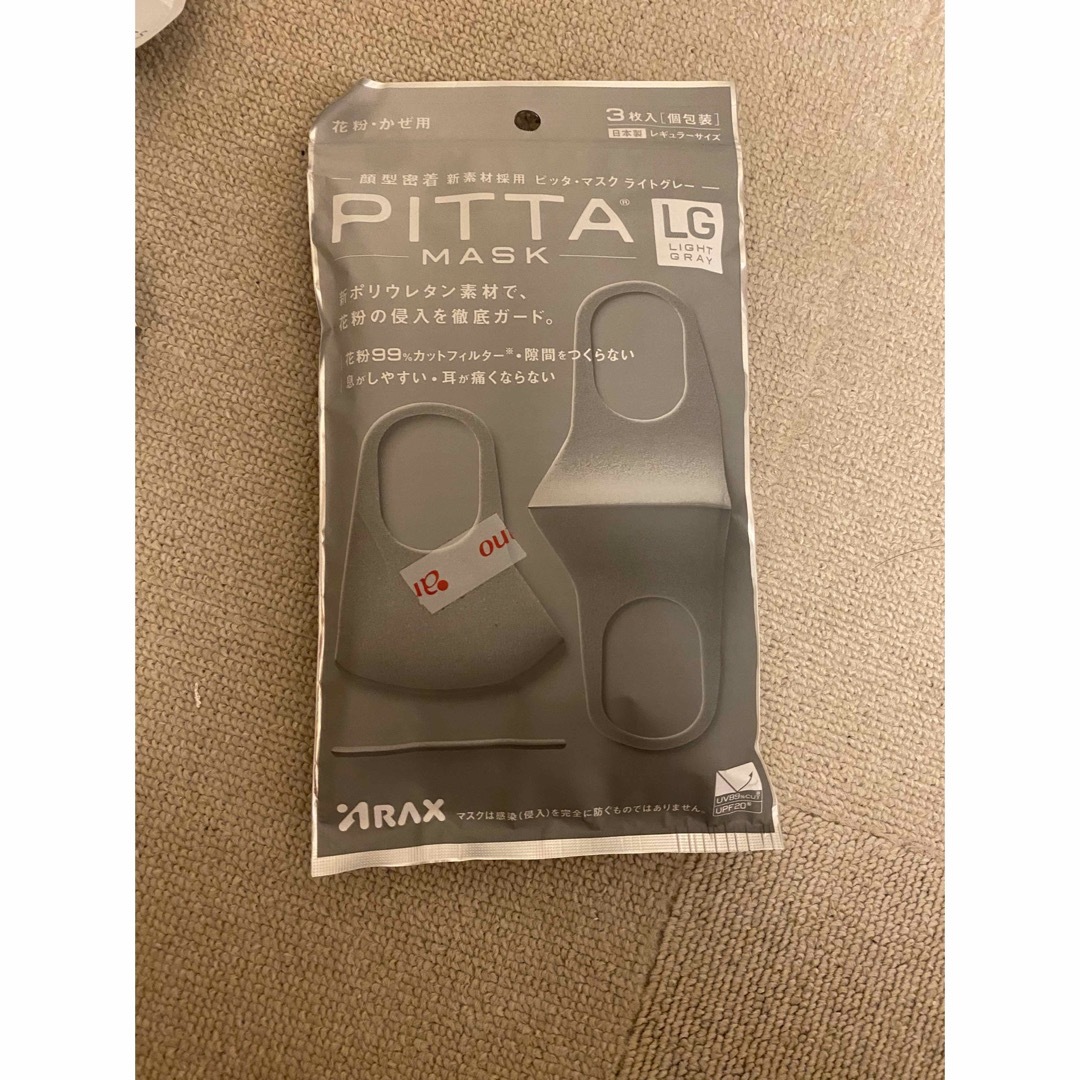 花粉・かぜ用
3枚入[個包装]
日本製 レギュラーサイズ
顔型密着 新素材採用 ピッタ・マスク ライトグレー
PITTA®
MASK
LG
LIGHT
GRAY
新ポリウレタン素材で、
花粉の侵入を徹底ガード。
花粉99%カットフィルター※・隙間をつくらない
息がしやすい・耳が痛くならない
ARAX
マスクは感染(侵入)を完全に防ぐものではありません。
UPF20※